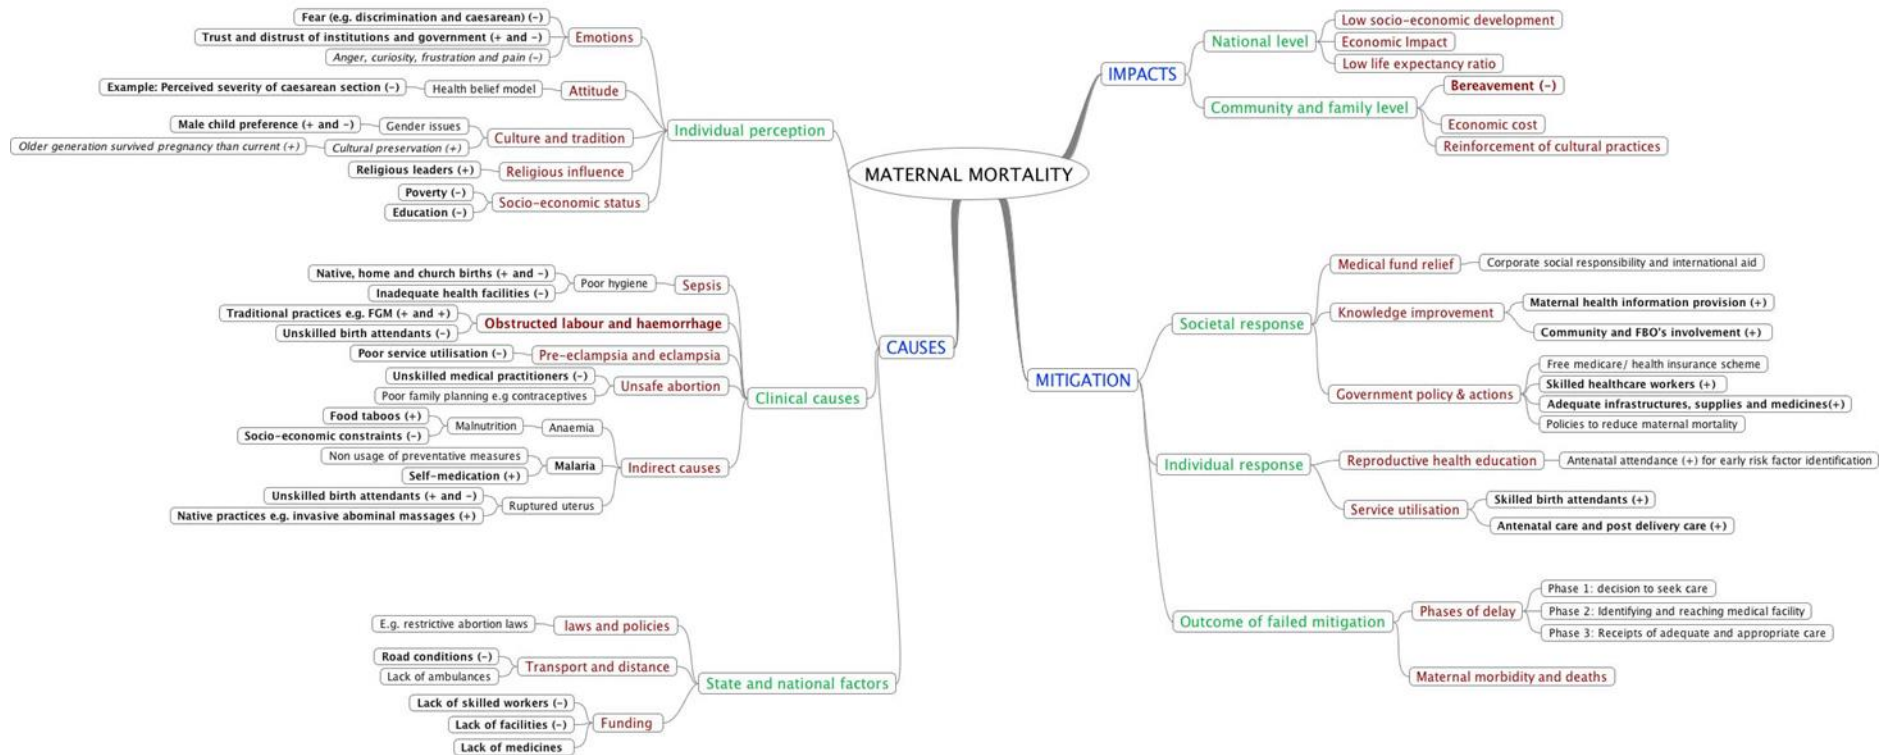 MATERNAL MORTALITY
CAUSES
Individual perception
Emotions
Fear (e.g. discrimination and caesarean) (-)
Trust and distrust of institutions and government (+ and -)
Anger, curiosity, frustration and pain (-)
Attitude
Health belief model
Example: Perceived severity of caesarean section (-)
Culture and tradition
Gender issues
Male child preference (+ and -)
Cultural preservation (+)
Older generation survived pregnancy than current (+)
Religious influence
Religious leaders (+)
Socio-economic status
Poverty (-)
Education (-)
Clinical causes
Sepsis
Poor hygiene
Native, home and church births (+ and -)
Inadequate health facilities (-)
Obstructed labour and haemorrhage
Traditional practices e.g. FGM (+ and +)
Unskilled birth attendants (-)
Pre-eclampsia and eclampsia
Poor service utilisation (-)
Unsafe abortion
Unskilled medical practitioners (-)
Poor family planning e.g contraceptives
Indirect causes
Anaemia
Malnutrition
Food taboos (+)
Socio-economic constraints (-)
Malaria
Non usage of preventative measures
Self-medication (+)
Ruptured uterus
Unskilled birth attendants (+ and -)
Native practices e.g. invasive abominal massages (+)
State and national factors
laws and policies
E.g. restrictive abortion laws
Transport and distance
Road conditions (-)
Lack of ambulances
Funding
Lack of skilled workers (-)
Lack of facilities (-)
Lack of medicines
IMPACTS
National level
Low socio-economic development
Economic Impact
Low life expectancy ratio
Community and family level
Bereavement (-)
Economic cost
Reinforcement of cultural practices
MITIGATION
Societal response
Medical fund relief
Corporate social responsibility and international aid
Knowledge improvement
Maternal health information provision (+)
Community and FBO's involvement (+)
Government policy & actions
Free medicare/ health insurance scheme
Skilled healthcare workers (+)
Adequate infrastructures, supplies and medicines(+)
Policies to reduce maternal mortality
Individual response
Reproductive health education
Antenatal attendance (+) for early risk factor identification
Service utilisation
Skilled birth attendants (+)
Antenatal care and post delivery care (+)
Outcome of failed mitigation
Phases of delay
Phase 1: decision to seek care
Phase 2: Identifying and reaching medical facility
Phase 3: Receipts of adequate and appropriate care
Maternal morbidity and deaths